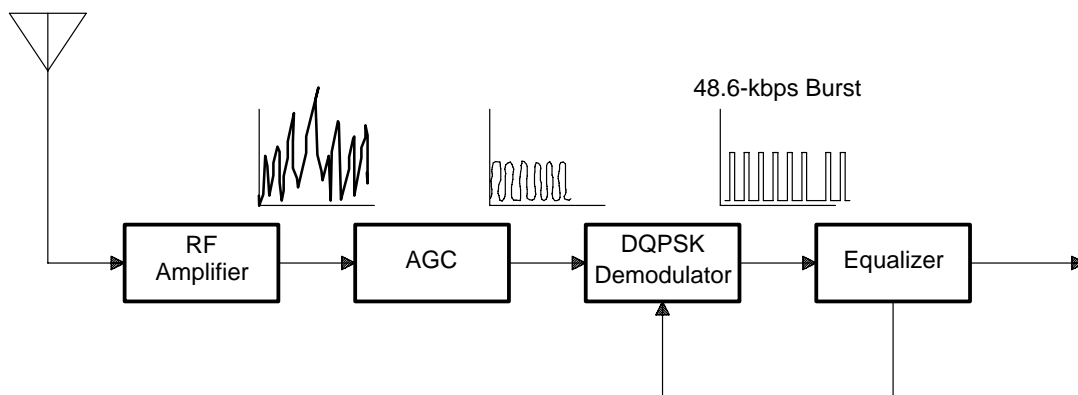 48.6-kbps Burst
RF
Amplifier
AGC
DQPSK
Demodulator
Equalizer